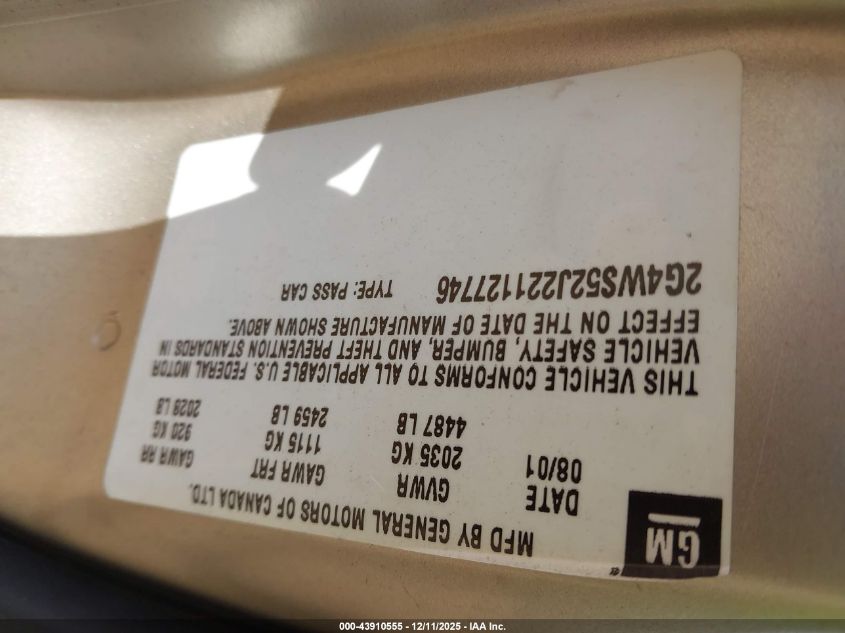 GM
MFD BY GENERAL MOTORS OF CANADA LTD.
DATE GVWR GAWR FRT GAWR RR
08/01 2035 KG 1115 KG 920 KG
4487 LB 2459 LB 2028 LB
THIS VEHICLE CONFORMS TO ALL APPLICABLE U.S. FEDERAL MOTOR
VEHICLE SAFETY, BUMPER, AND THEFT PREVENTION STANDARDS IN
EFFECT ON THE DATE OF MANUFACTURE SHOWN ABOVE.
2G4WS52J221127746 TYPE: PASS CAR
000-43910555 - 12/11/2025 - IAA Inc.